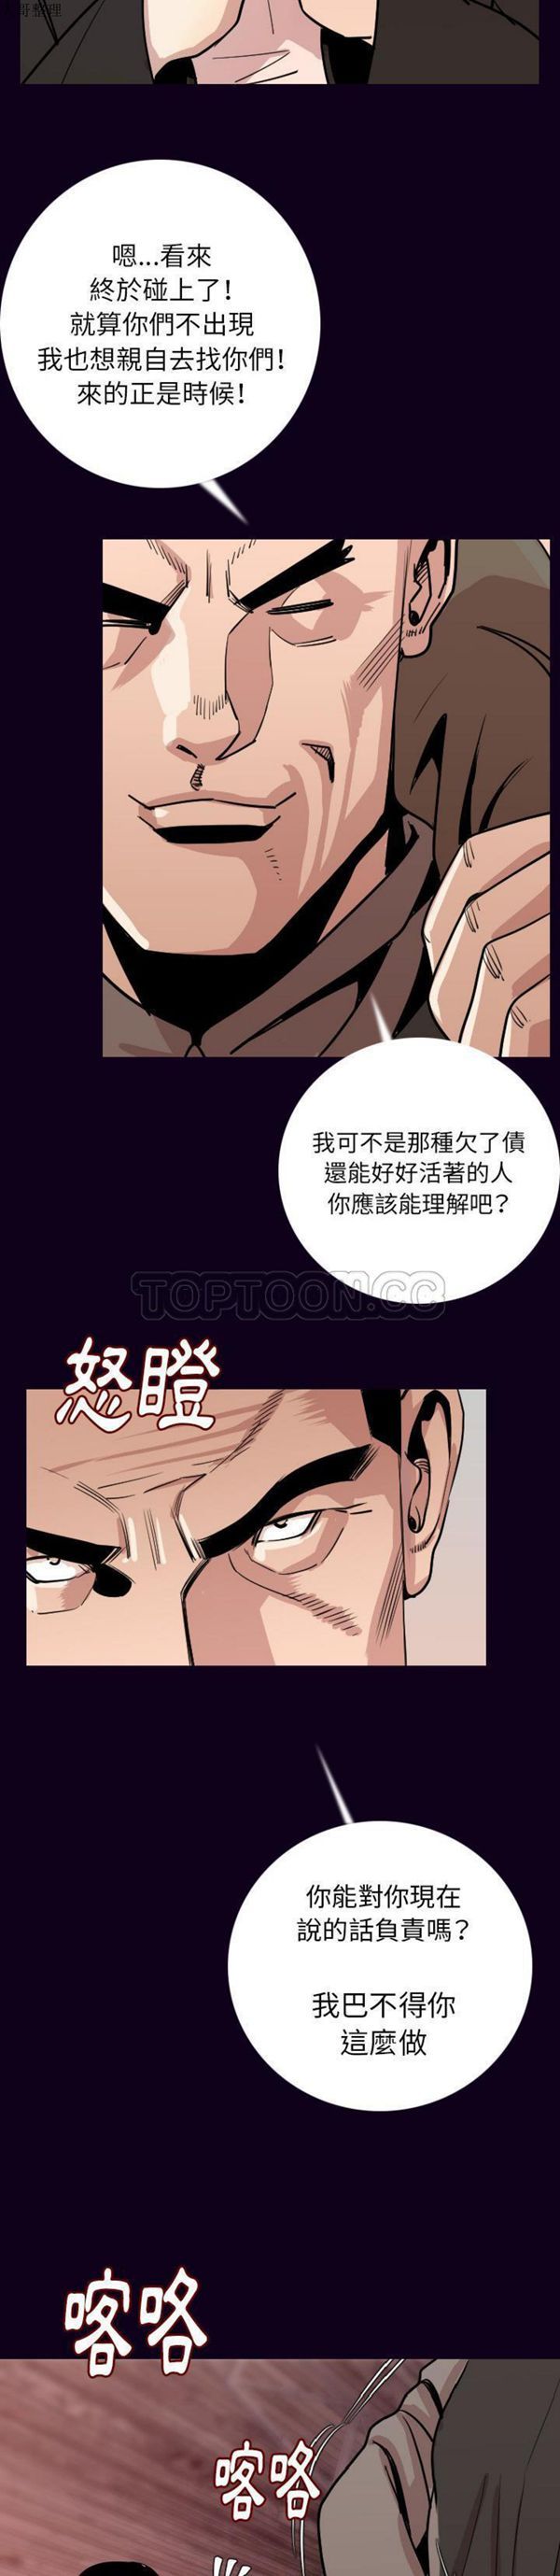 哥整理
嗯...看來
終於碰上了!
就算你們不出現
我也想親自去找你們!
來的正是時候!
我可不是那種欠了債
還能好好活著的人
你應該能理解吧?
TOPTOON.CC
怒瞪
你能對你現在
說的話負責嗎?
我巴不得你
這麼做
喀咯
喀咯